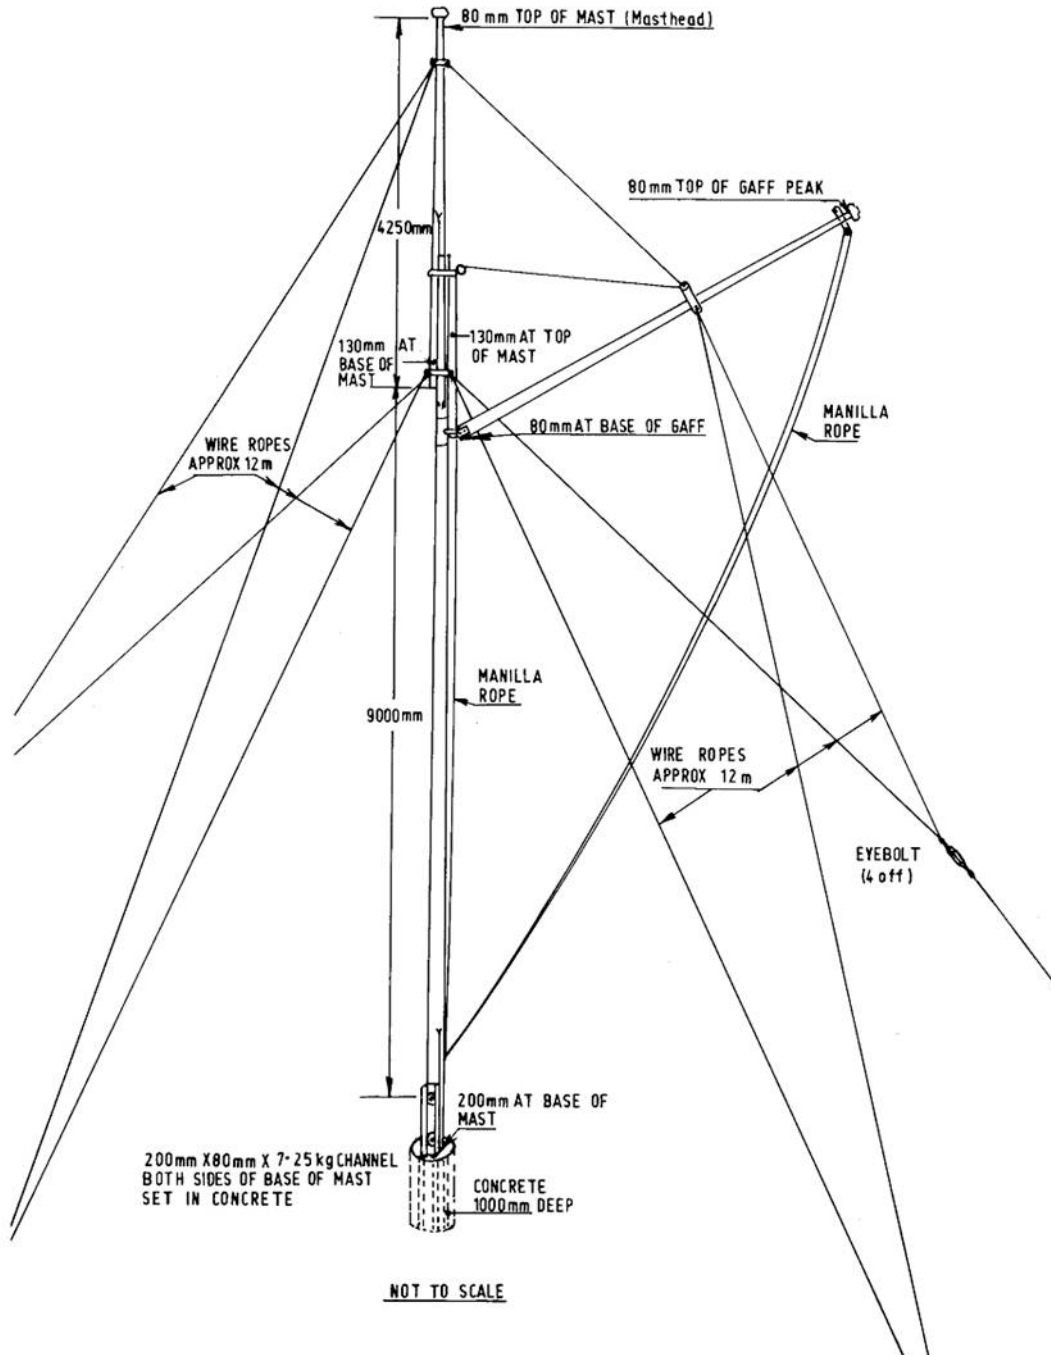 80 mm TOP OF MAST (Masthead)
80mm TOP OF GAFF PEAK
4250mm
130mm AT
BASE OF
MAST
130mm AT TOP
OF MAST
80mm AT BASE OF GAFF
MANILLA
ROPE
WIRE ROPES
APPROX 12 m
MANILLA
ROPE
9000mm
WIRE ROPES
APPROX 12 m
EYEBOLT
(4 off)
200mm AT BASE OF
MAST
200mm X80mm X 7·25 kg CHANNEL
BOTH SIDES OF BASE OF MAST
SET IN CONCRETE
CONCRETE
1000mm DEEP
NOT TO SCALE